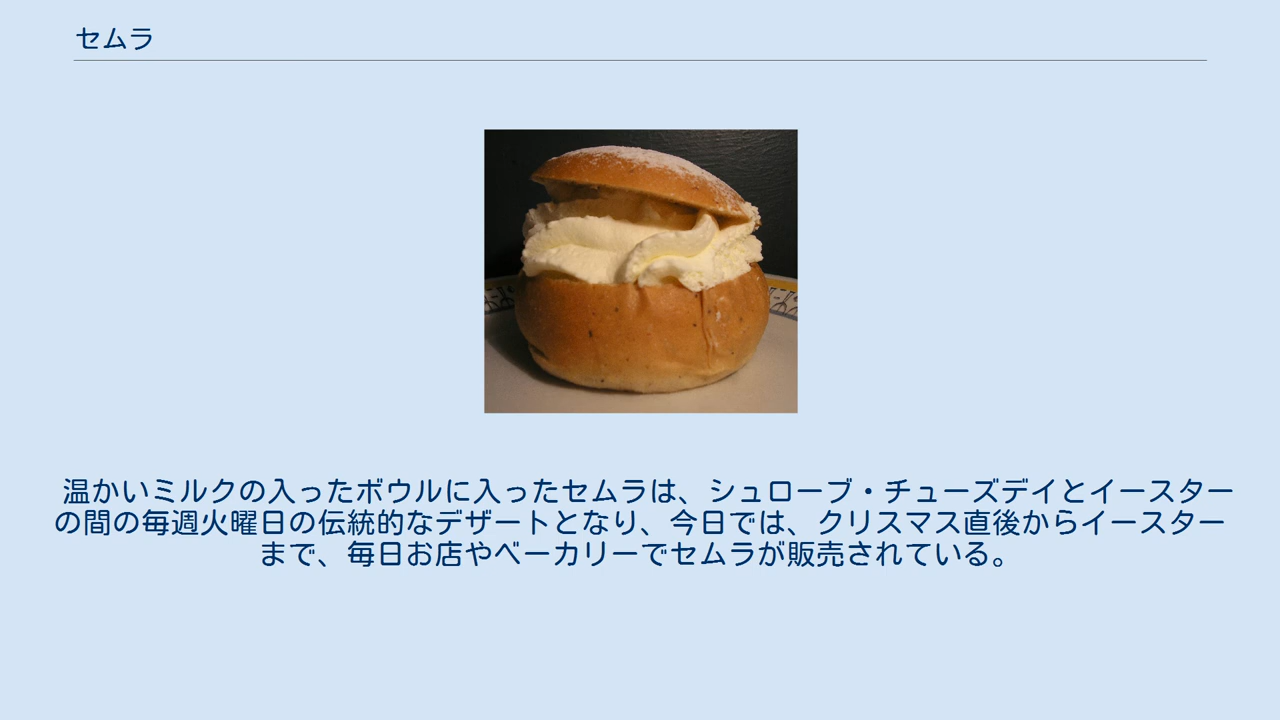 セムラ
温かいミルクの入ったボウルに入ったセムラは、シュローブ・チューズデイとイースター
の間の毎週火曜日の伝統的なデザートとなり、今日では、クリスマス直後からイースター
まで、毎日お店やベーカリーでセムラが販売されている。